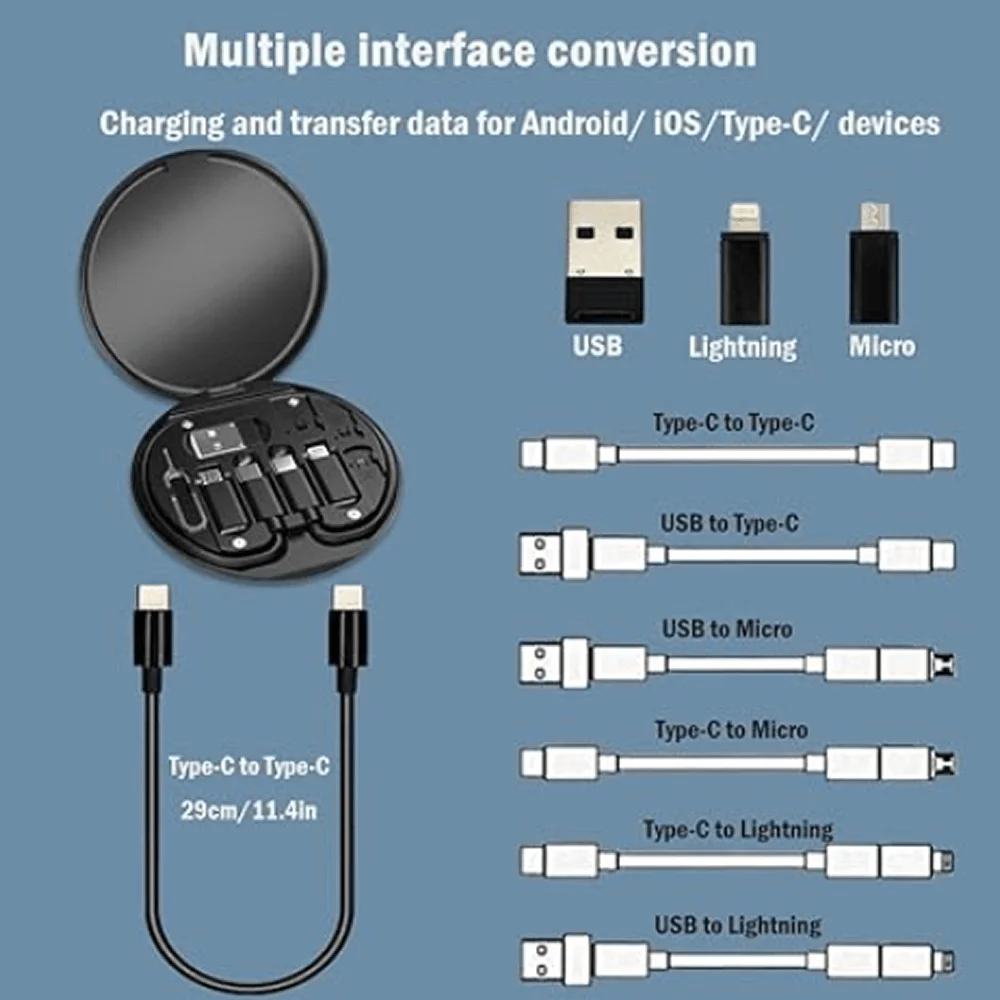 Multiple interface conversion
Charging and transfer data for Android/ iOS/Type-C/ devices
USB
Lightning
Micro
Type-C to Type-C
USB to Type-C
USB to Micro
Type-C to Micro
Type-C to Lightning
USB to Lightning
Type-C to Type-C
29cm/11.4in